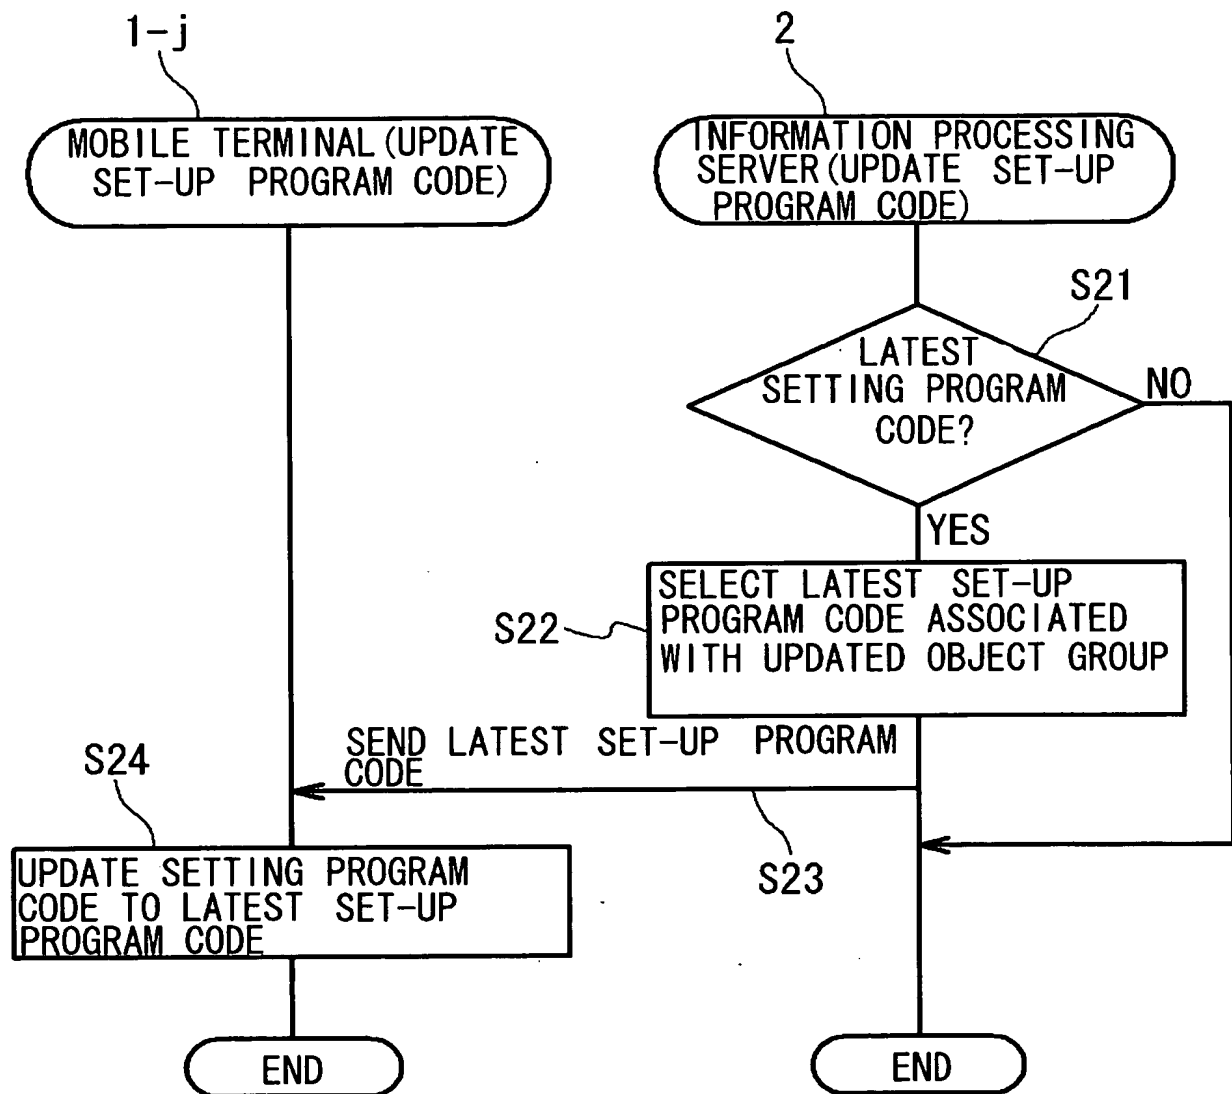 1-j
2
MOBILE TERMINAL(UPDATE
SET-UP PROGRAM CODE)
INFORMATION PROCESSING
SERVER(UPDATE SET-UP
PROGRAM CODE)
S21
LATEST
SETTING PROGRAM
CODE?
NO
YES
S22
SELECT LATEST SET-UP
PROGRAM CODE ASSOCIATED
WITH UPDATED OBJECT GROUP
SEND LATEST SET-UP PROGRAM
CODE
S24
S23
UPDATE SETTING PROGRAM
CODE TO LATEST SET-UP
PROGRAM CODE
END
END